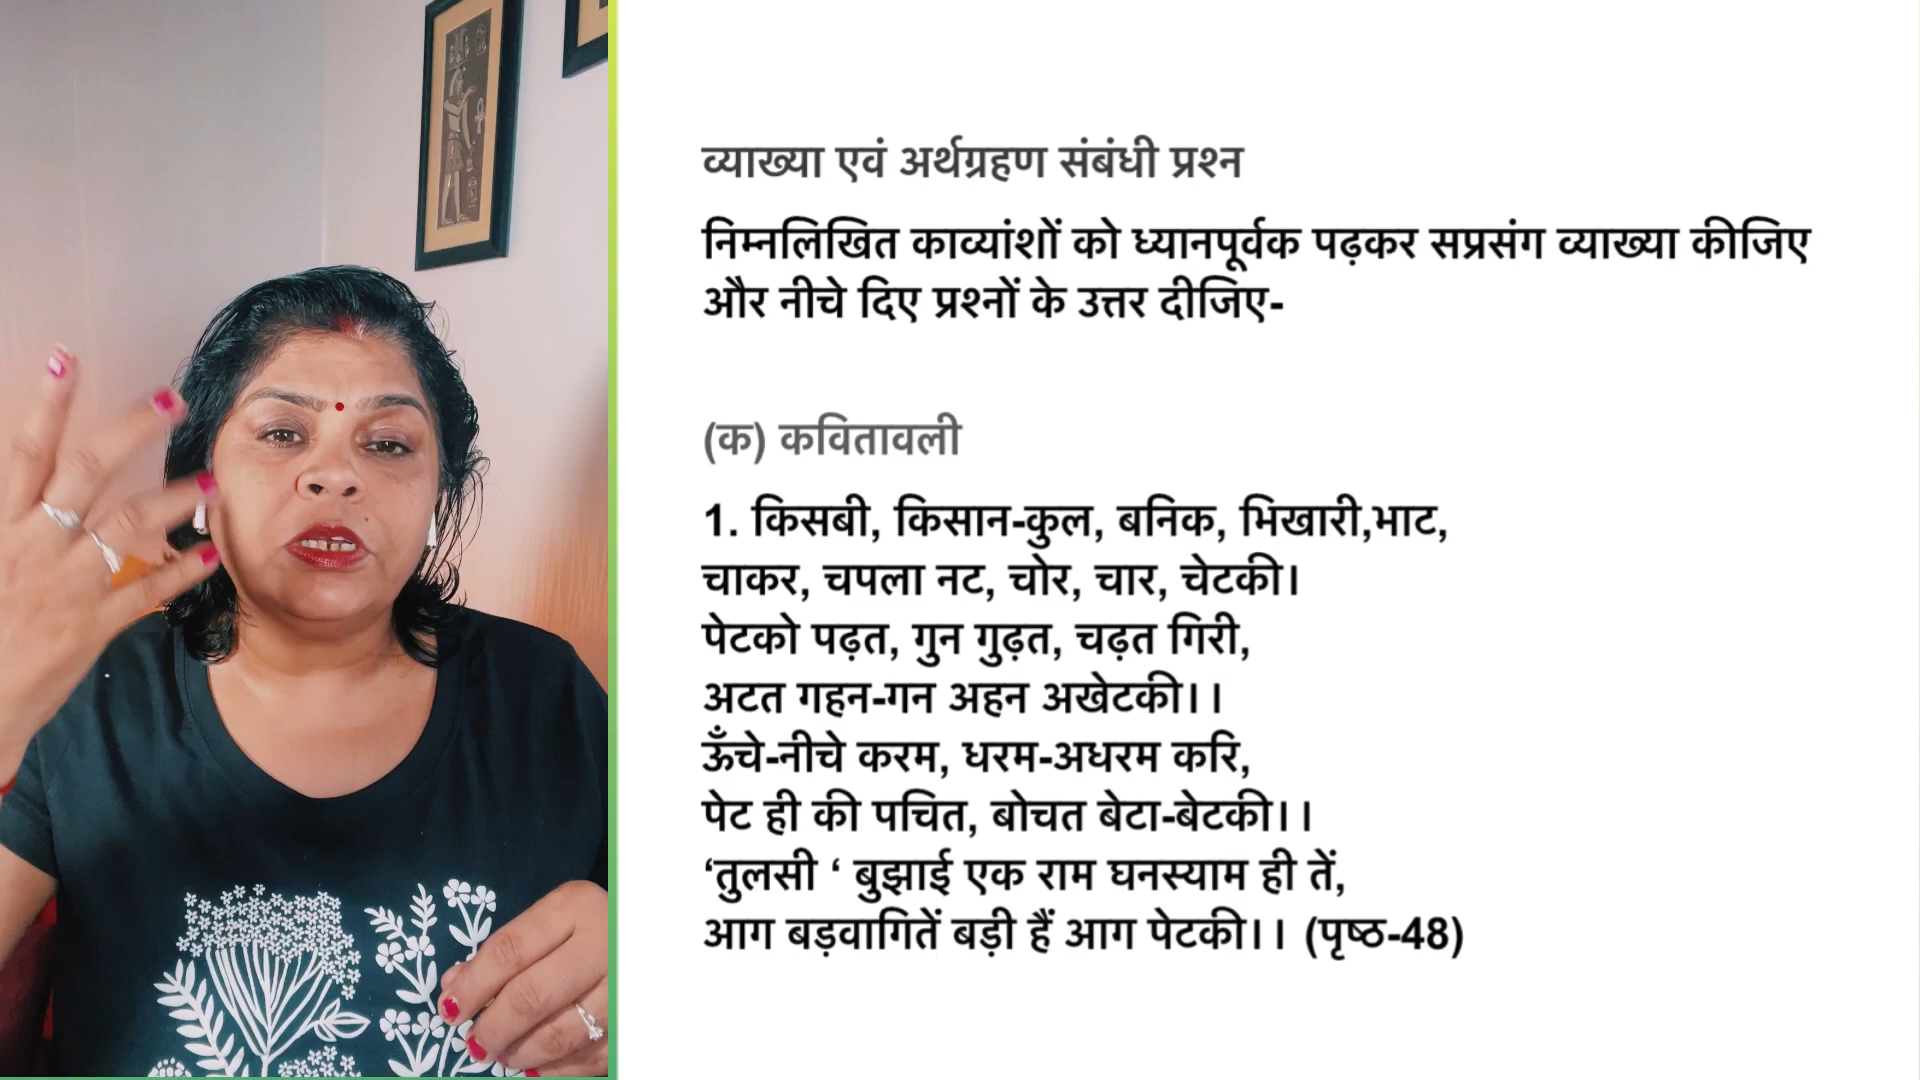 व्याख्या एवं अर्थग्रहण संबंधी प्रश्न
निम्नलिखित काव्यांशों को ध्यानपूर्वक पढ़कर सप्रसंग व्याख्या कीजिए
और नीचे दिए प्रश्नों के उत्तर दीजिए-
(क) कवितावली
1. किसबी, किसान-कुल, बनिक, भिखारी,भाट,
चाकर, चपला नट, चोर, चार, चेटकी।
पेटको पढ़त, गुन गुढ़त, चढ़त गिरी,
अटत गहन-गन अहन अखेटकी।।
ऊँचे-नीचे करम, धरम-अधरम करि,
पेट ही की पचित, बोचत बेटा-बेटकी।।
‘तुलसी ‘ बुझाई एक राम घनस्याम ही तें,
आग बड़वागितें बड़ी हैं आग पेटकी।। (पृष्ठ-48)